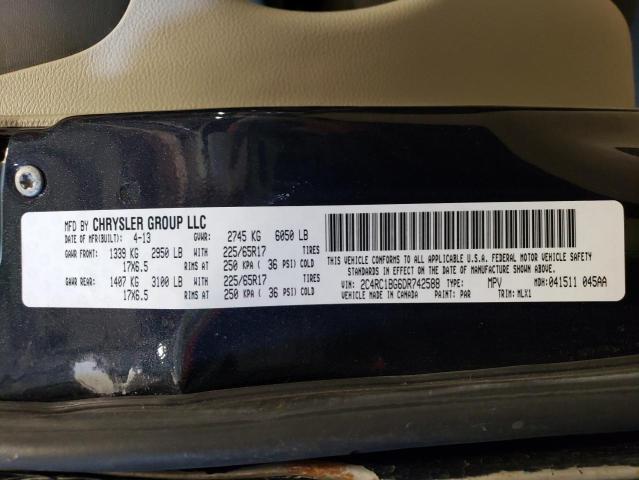 MFD BY CHRYSLER GROUP LLC
DATE OF MFR(BUILT): 4-13 GVWR: 2745 KG 6050 LB
GAWR FRONT: 1339 KG 2950 LB WITH 225/65R17 TIRES
17X6.5 RIMS AT 250 KPA ( 36 PSI) COLD
GAWR REAR: 1407 KG 3100 LB WITH 225/65R17 TIRES
17X6.5 RIMS AT 250 KPA ( 36 PSI) COLD
THIS VEHICLE CONFORMS TO ALL APPLICABLE U.S.A. FEDERAL MOTOR VEHICLE SAFETY
STANDARDS IN EFFECT ON THE DATE OF MANUFACTURE SHOWN ABOVE.
VIN: 2C4RC1BG6DR742588 TYPE: MPV MDH:041511 045AA
VEHICLE MADE IN CANADA PAINT: PAR TRIM: MLX1